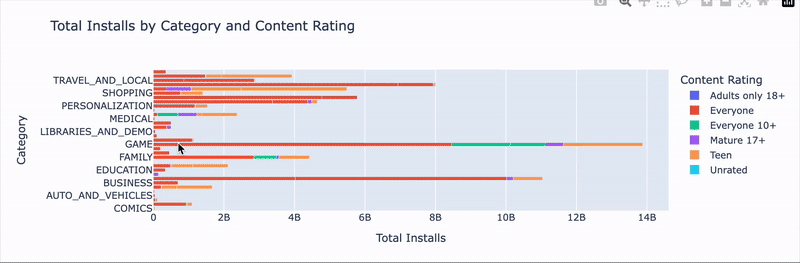 Total Installs by Category and Content Rating
Content Rating
Adults only 18+
Everyone
Everyone 10+
Mature 17+
Teen
Unrated
Category
TRAVEL_AND_LOCAL
SHOPPING
PERSONALIZATION
MEDICAL
LIBRARIES_AND_DEMO
GAME
FAMILY
EDUCATION
BUSINESS
AUTO_AND_VEHICLES
COMICS
0 2B 4B 6B 8B 10B 12B 14B
Total Installs